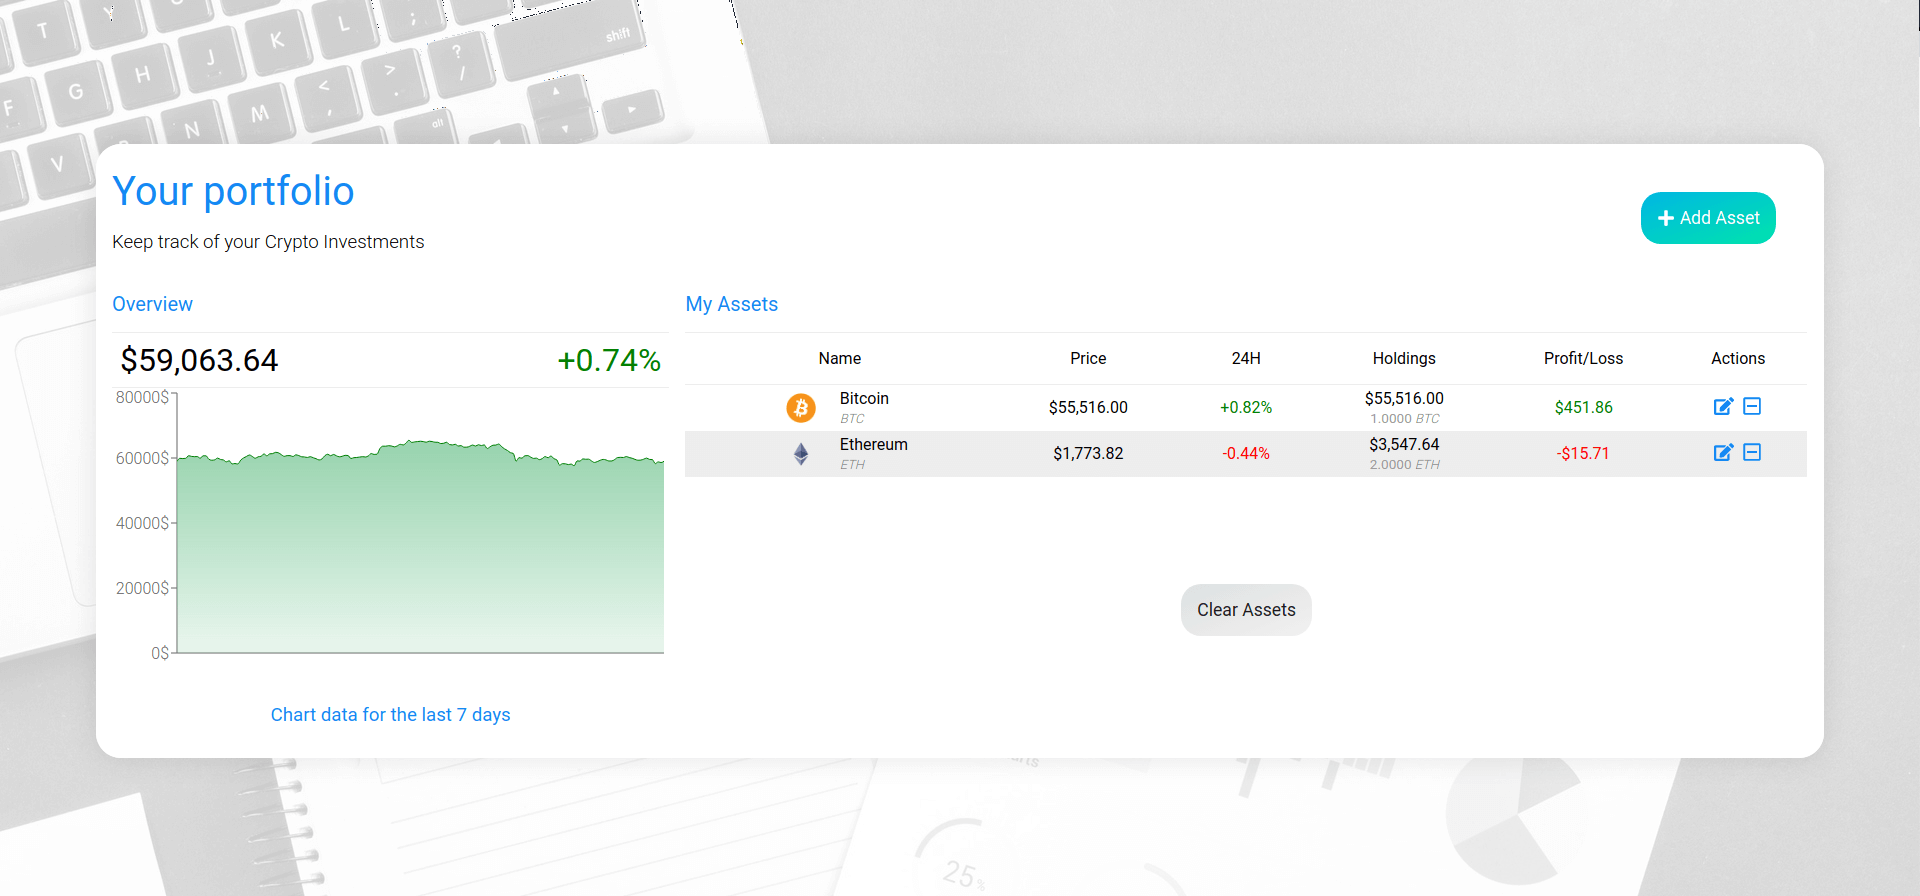 T Y
F G H J K L ;
V N M < > ? /
shift
alt
Your portfolio
Keep track of your Crypto Investments
+ Add Asset
Overview
$59,063.64 +0.74%
80000$
60000$
40000$
20000$
0$
Chart data for the last 7 days
My Assets
Name Price 24H Holdings Profit/Loss Actions
Bitcoin $55,516.00 +0.82% $55,516.00 $451.86
BTC 1.0000 BTC
Ethereum $1,773.82 -0.44% $3,547.64 -$15.71
ETH 2.0000 ETH
Clear Assets
25%